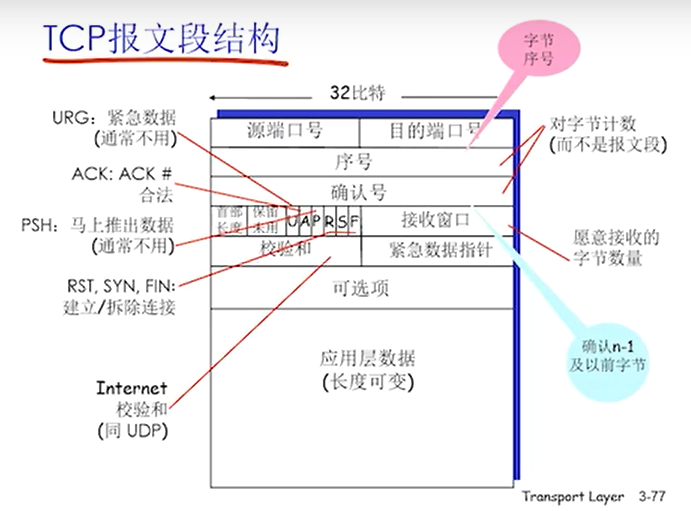 TCP报文段结构
字节
序号
32比特
URG：紧急数据
(通常不用)
源端口号
目的端口号
对字节计数
(而不是报文段)
序号
ACK: ACK #
合法
确认号
PSH：马上推出数据
(通常不用)
首部
长度
保留
未用
U A P R S F
接收窗口
愿意接收的
字节数量
校验和
紧急数据指针
RST, SYN, FIN:
建立/拆除连接
可选项
确认n-1
及以前字节
应用层数据
(长度可变)
Internet
校验和
(同 UDP)
Transport Layer 3-77